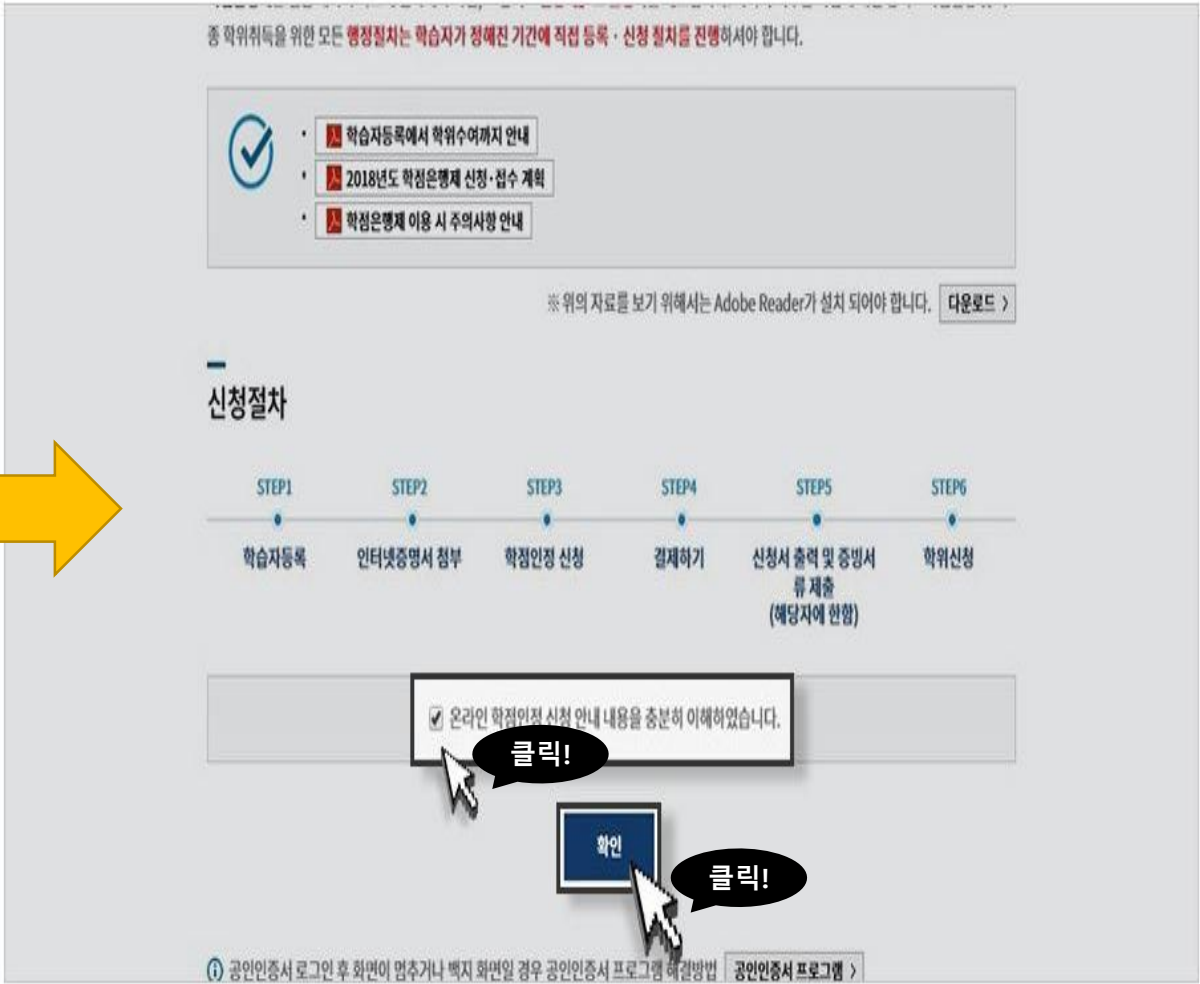 종 학위취득을 위한 모든 행정절차는 학습자가 정해진 기간에 직접 등록 · 신청 절차를 진행하셔야 합니다.
· 학습자등록에서 학위수여까지 안내
· 2018년도 학점은행제 신청·접수 계획
· 학점은행제 이용 시 주의사항 안내
※ 위의 자료를 보기 위해서는 Adobe Reader가 설치 되어야 합니다. 다운로드 >
신청절차
STEP1 STEP2 STEP3 STEP4 STEP5 STEP6
학습자등록 인터넷증명서 첨부 학점인정 신청 결제하기 신청서 출력 및 증빙서 학위신청
류 제출
(해당자에 한함)
온라인 학점인정 신청 안내 내용을 충분히 이해하였습니다.
클릭!
확인
클릭!
공인인증서 로그인 후 화면이 멈추거나 백지 화면일 경우 공인인증서 프로그램 해결방법 공인인증서 프로그램 >